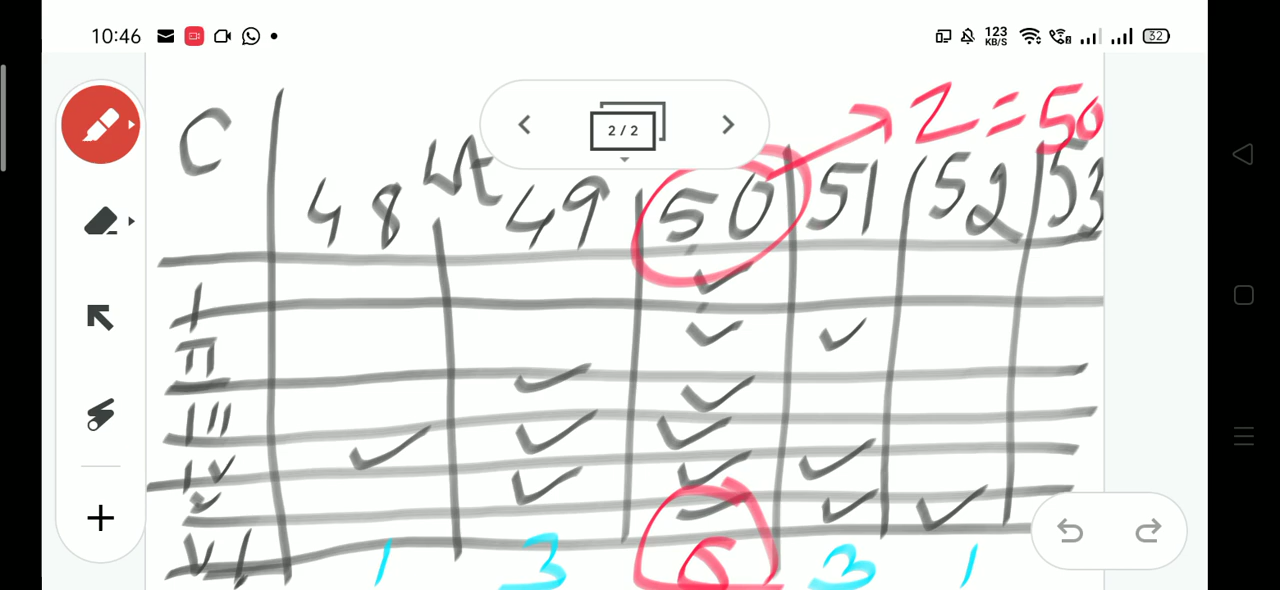 10:46 123 KB/S 32
2 / 2
Z = 50
C 48 49 50 51 52 53
I
II
III
IV
V
VI
1 3 6 3 1